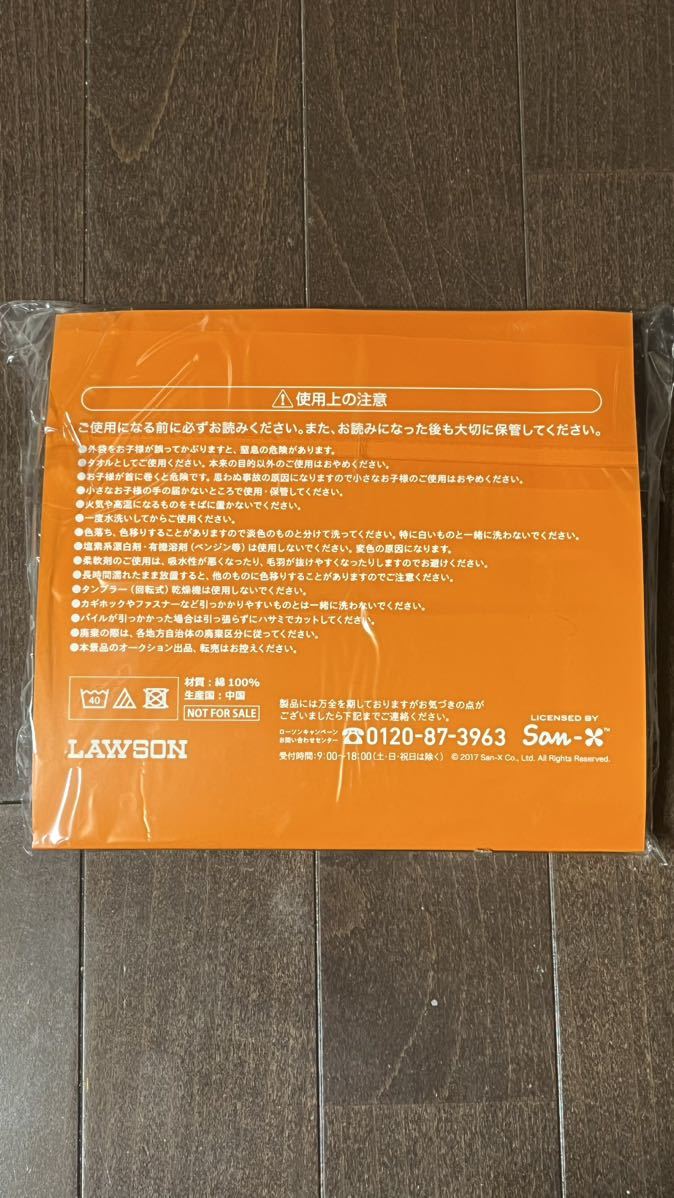 ⚠使用上の注意
ご使用になる前に必ずお読みください。また、お読みになった後も大切に保管してください。
●外袋をお子様が誤ってかぶりますと、窒息の危険があります。
●タオルとしてご使用ください。本来の目的以外のご使用はおやめください。
●お子様が首に巻くと危険です。思わぬ事故の原因になりますので小さなお子様のご使用はおやめください。
●小さなお子様の手の届かないところで使用・保管してください。
●火気や高温になるものをそばに置かないでください。
●一度水洗いしてからご使用ください。
●色落ち、色移りすることがありますので淡色のものと分けて洗ってください。特に白いものと一緒に洗わないでください。
●塩素系漂白剤・有機溶剤（ベンジン等）は使用しないでください。変色の原因になります。
●柔軟剤のご使用は、吸水性が悪くなったり、毛羽が抜けやすくなったりしますのでお避けください。
●長時間濡れたまま放置すると、他のものに色移りすることがありますのでご注意ください。
●タンブラー（回転式）乾燥機は使用しないでください。
●カギホックやファスナーなど引っかかりやすいものとは一緒に洗わないでください。
●パイルが引っかかった場合は引っ張らずにハサミでカットしてください。
●廃棄の際は、各地方自治体の廃棄区分に従ってください。
●本景品のオークション出品、転売はお控えください。
40
材質：綿100%
生産国：中国
NOT FOR SALE
LAWSON
製品には万全を期しておりますがお気づきの点が
ございましたら下記までご連絡ください。
ローソンキャンペーン
お問い合わせセンター
☎0120-87-3963
受付時間：9:00〜18:00（土・日・祝日は除く）
LICENSED BY
San-X™
© 2017 San-X Co., Ltd. All Rights Reserved.